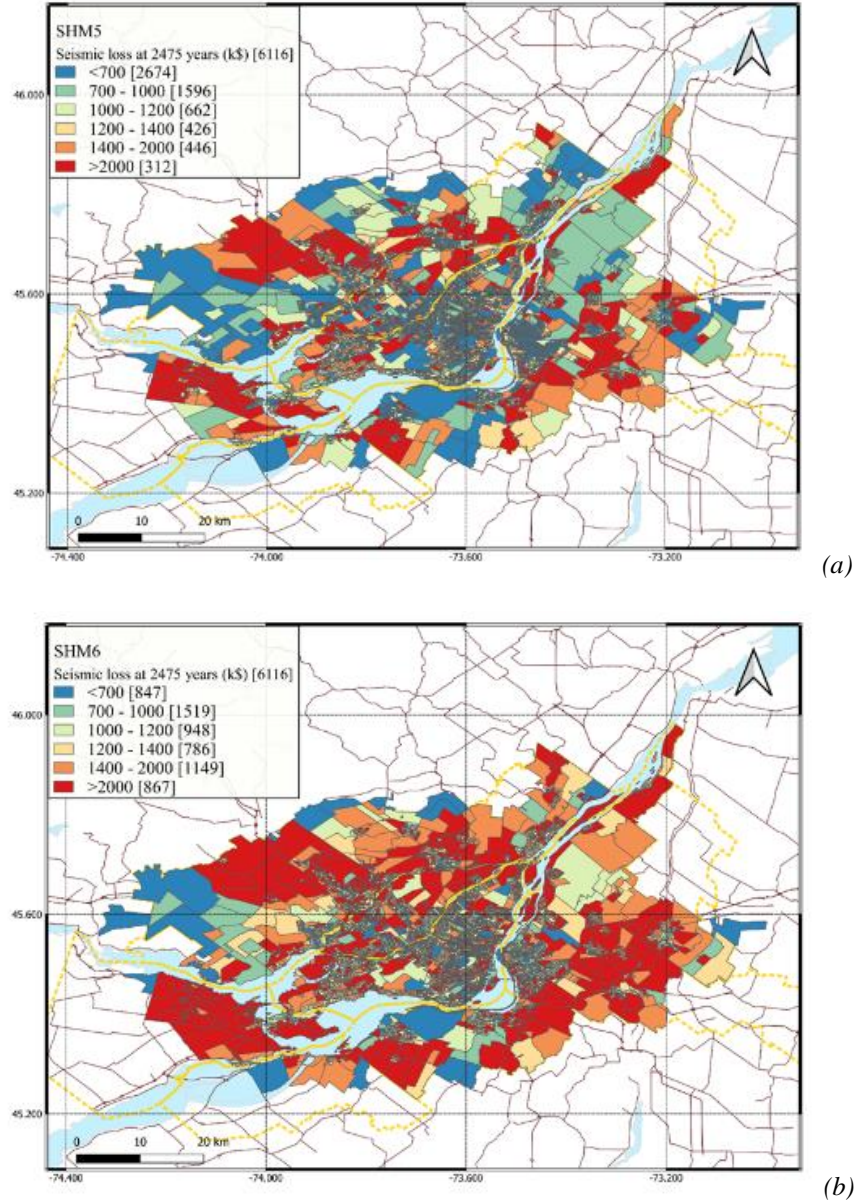 SHM5
Seismic loss at 2475 years (k$) [6116]
<700 [2674]
700 - 1000 [1596]
1000 - 1200 [662]
1200 - 1400 [426]
1400 - 2000 [446]
>2000 [312]
46.000
45.600
45.200
0 10 20 km
-74.400 -74.000 -73.600 -73.200
(a)
SHM6
Seismic loss at 2475 years (k$) [6116]
<700 [847]
700 - 1000 [1519]
1000 - 1200 [948]
1200 - 1400 [786]
1400 - 2000 [1149]
>2000 [867]
46.000
45.600
45.200
0 10 20 km
-74.400 -74.000 -73.600 -73.200
(b)